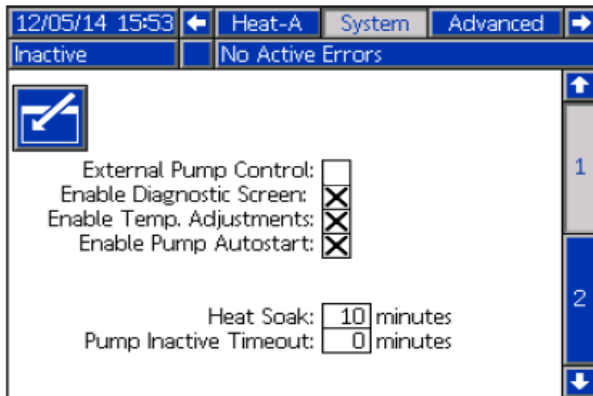 12/05/14 15:53 Heat-A System Advanced
Inactive No Active Errors
1
External Pump Control:
Enable Diagnostic Screen:
Enable Temp. Adjustments:
Enable Pump Autostart:
2
Heat Soak: 10 minutes
Pump Inactive Timeout: 0 minutes